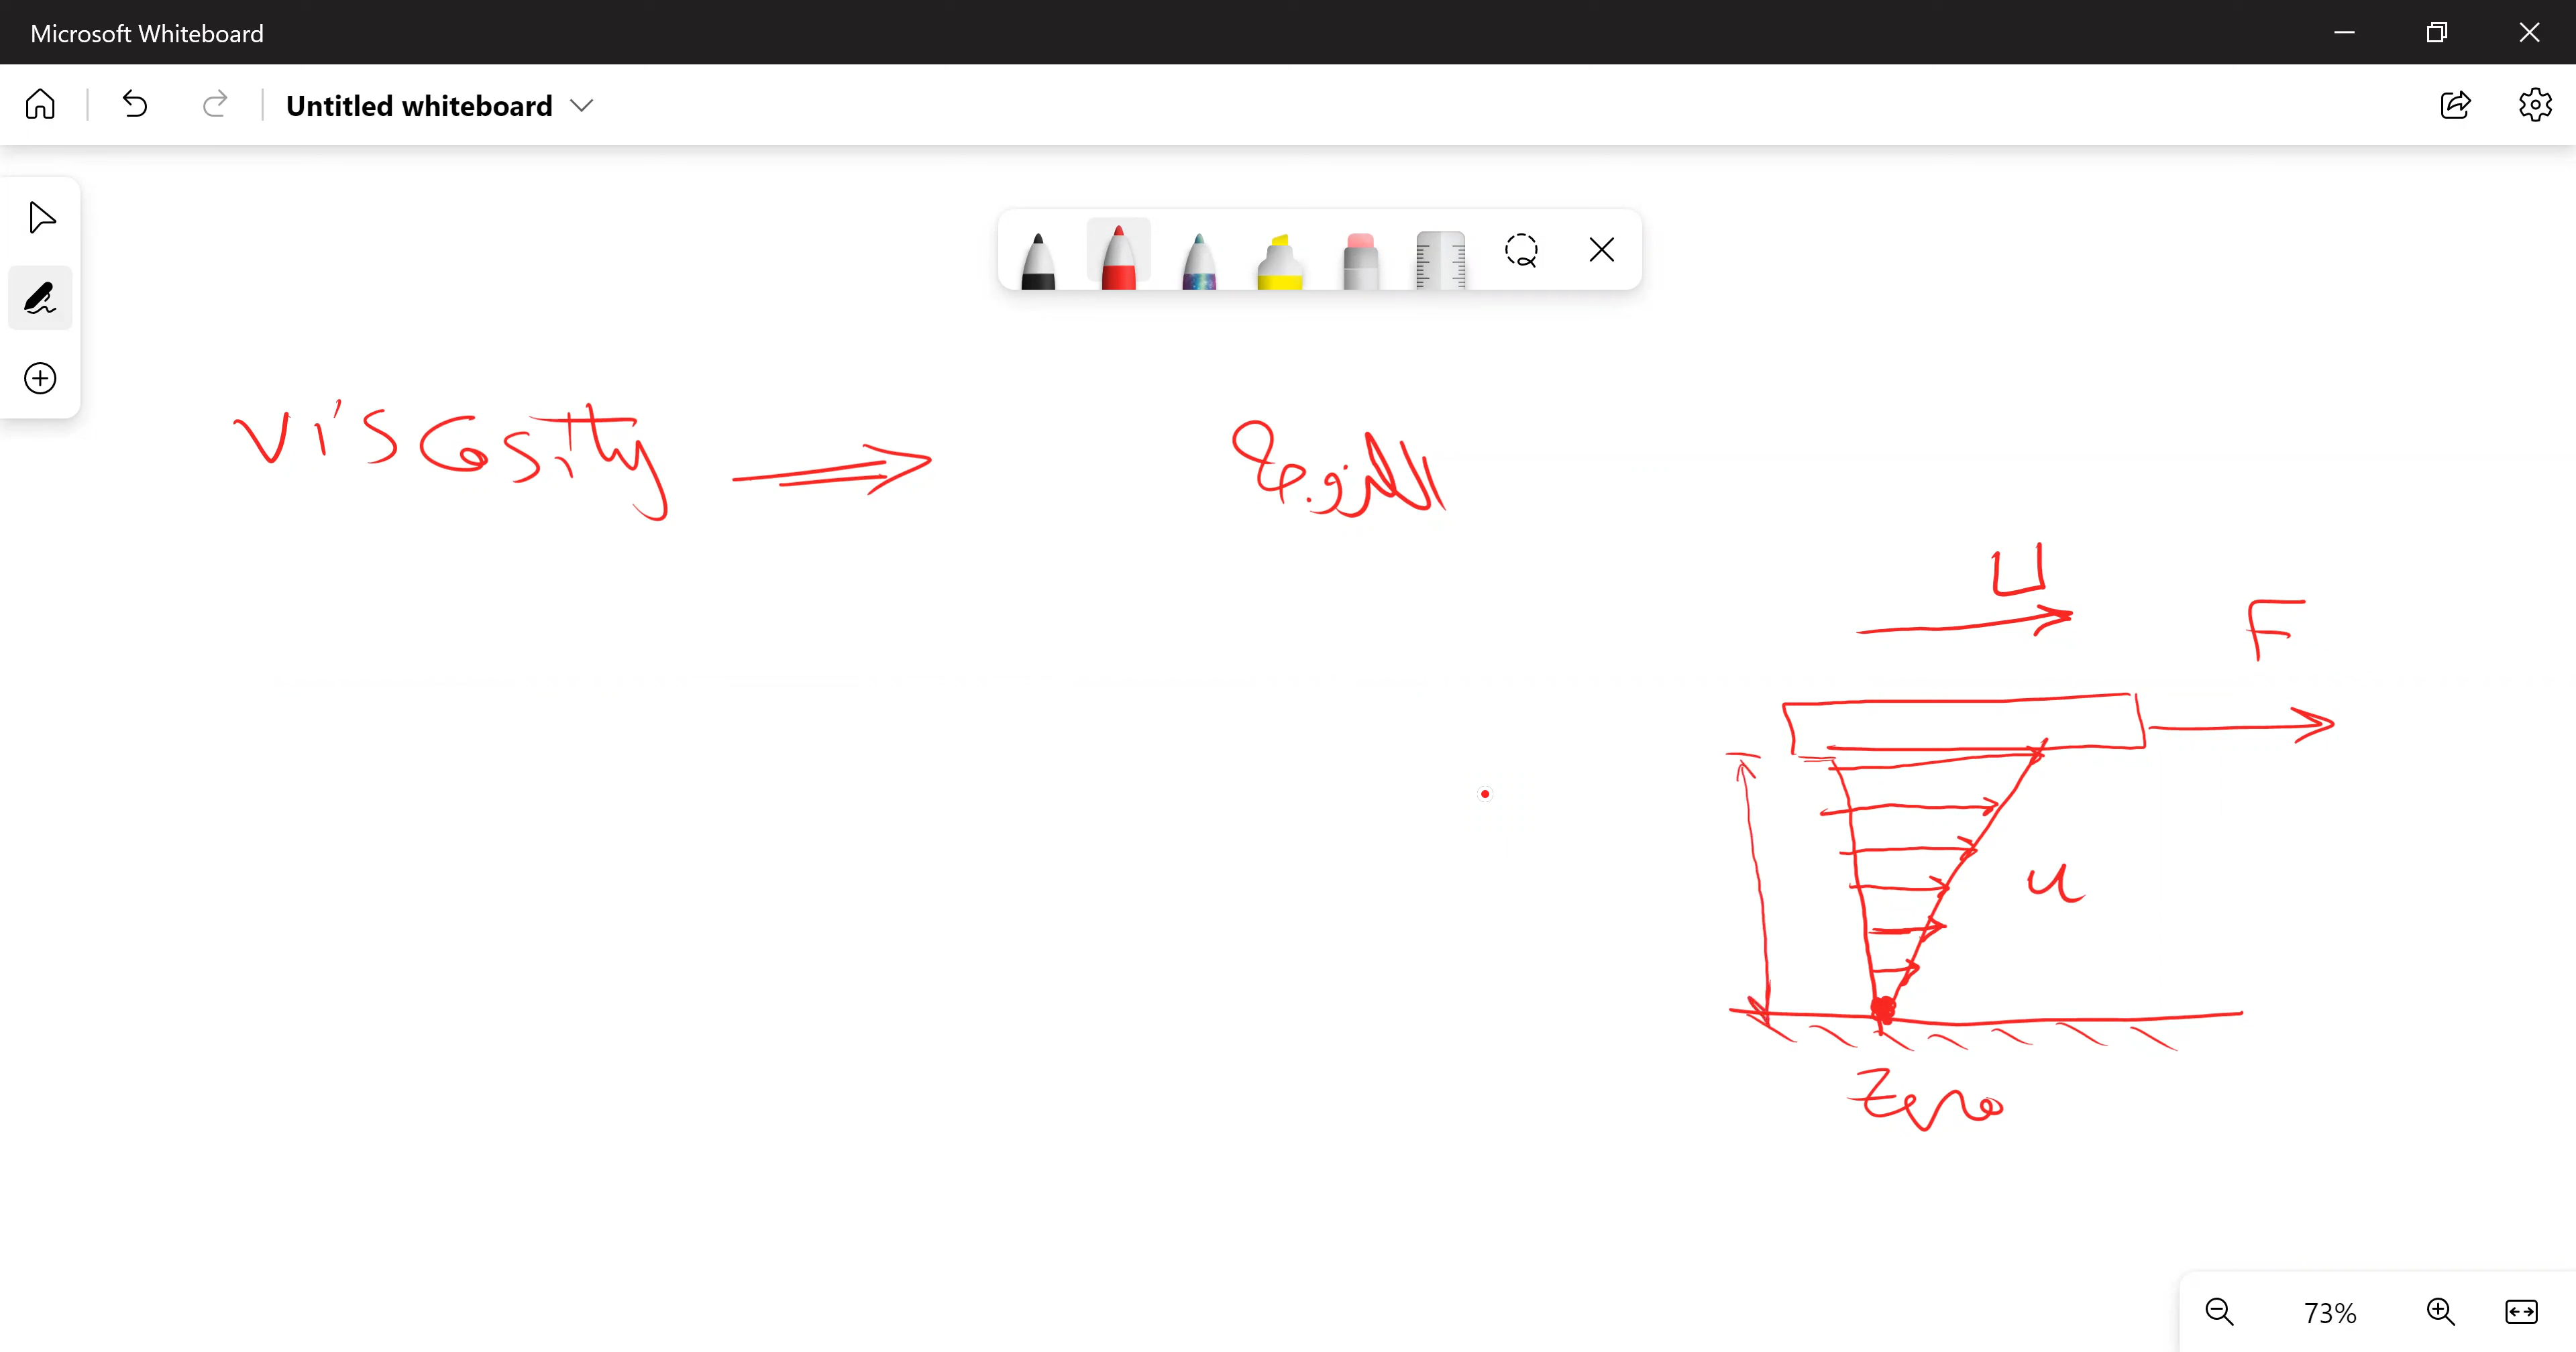 Microsoft Whiteboard
Untitled whiteboard
Viscosity ⇒ اللزوجة
U
F
u
Zero
73%